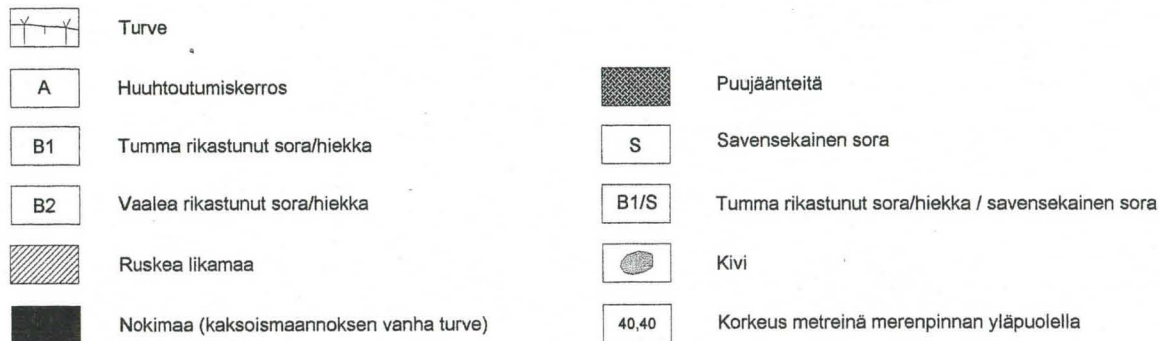 Turve
A Huuhtoutumiskerros
B1 Tumma rikastunut sora/hiekka
B2 Vaalea rikastunut sora/hiekka
Ruskea likamaa
Nokimaa (kaksoismaannoksen vanha turve)
Puujäänteitä
S Savensekainen sora
B1/S Tumma rikastunut sora/hiekka / savensekainen sora
Kivi
40,40 Korkeus metreinä merenpinnan yläpuolella